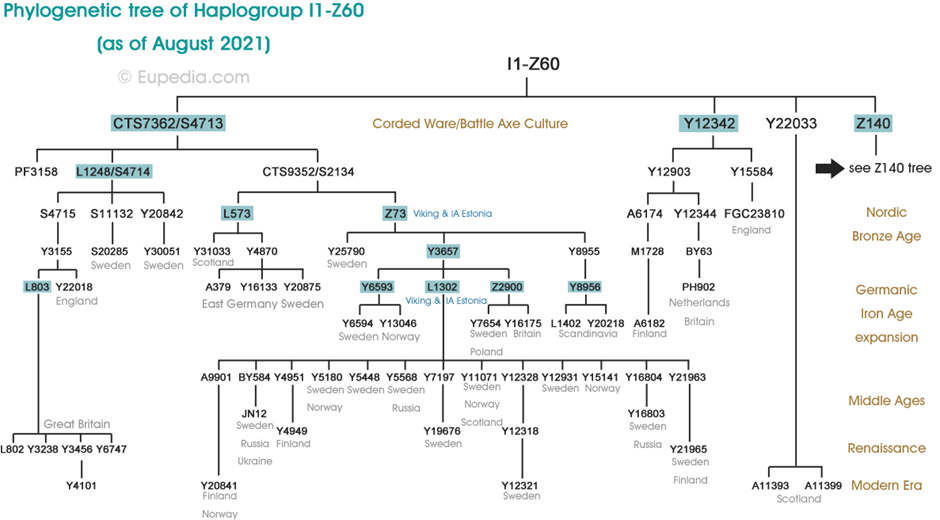 Phylogenetic tree of Haplogroup I1-Z60
(as of August 2021)
© Eupedia.com
I1-Z60
CTS7362/S4713 Corded Ware/Battle Axe Culture Y12342 Y22033 Z140
PF3158 L1248/S4714 CTS9352/S2134 Y12903 Y15584 see Z140 tree
S4715 S11132 Y20842 L573 Z73 Viking & IA Estonia A6174 Y12344 FGC23810 Nordic
England
Bronze Age
Y3155 S20285 Y30051 Y31033 Y4870 Y25790 Y3657 Y8955 M1728 BY63
Sweden Sweden Scotland Sweden
L803 Y22018 A379 Y16133 Y20875 Y6593 L1302 Z2900 Y8956 PH902 Germanic
England East Germany Sweden Viking & IA Estonia Netherlands
Iron Age
Y6594 Y13046 Y7654 Y16175 L1402 Y20218 A6182 Britain
Sweden Norway Sweden Britain Scandinavia Finland expansion
Poland
A9901 BY584 Y4951 Y5180 Y5448 Y5568 Y7197 Y11071 Y12328 Y12931 Y15141 Y16804 Y21963
Sweden Sweden Sweden Sweden Sweden Norway
Norway Russia Norway
Scotland
Middle Ages
JN12 Y16803
Sweden Sweden
Great Britain Y4949 Y19676 Y12318
Russia Finland Sweden Russia
Ukraine
L802 Y3238 Y3456 Y6747 Y21965 Renaissance
Sweden
Finland
Y4101 Y20841 Y12321 A11393 A11399 Modern Era
Finland Sweden Scotland
Norway